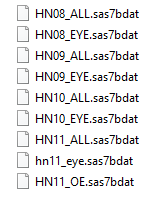 HN08_ALL.sas7bdat
HN08_EYE.sas7bdat
HN09_ALL.sas7bdat
HN09_EYE.sas7bdat
HN10_ALL.sas7bdat
HN10_EYE.sas7bdat
HN11_ALL.sas7bdat
hn11_eye.sas7bdat
HN11_OE.sas7bdat